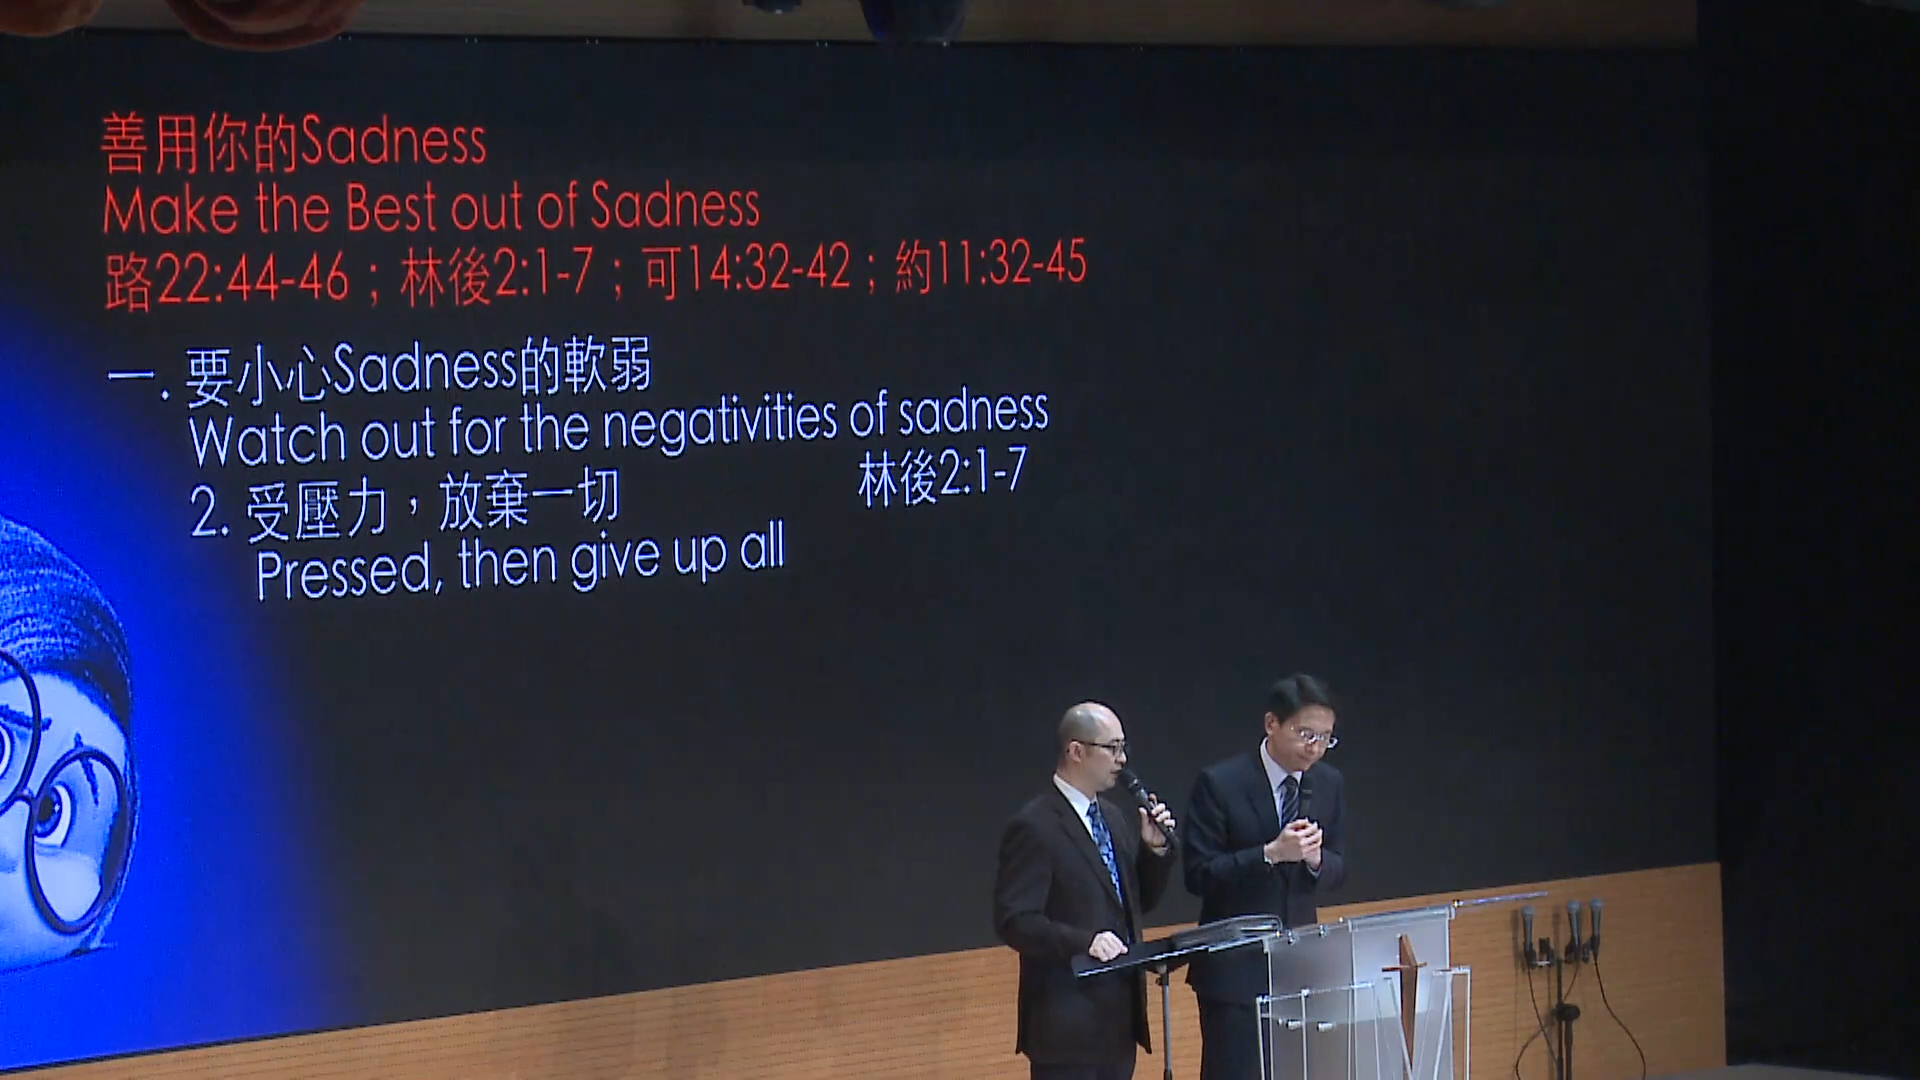 善用你的Sadness
Make the Best out of Sadness
路22:44-46；林後2:1-7；可14:32-42；約11:32-45
一. 要小心Sadness的軟弱
Watch out for the negativities of sadness
2. 受壓力，放棄一切 林後2:1-7
Pressed, then give up all